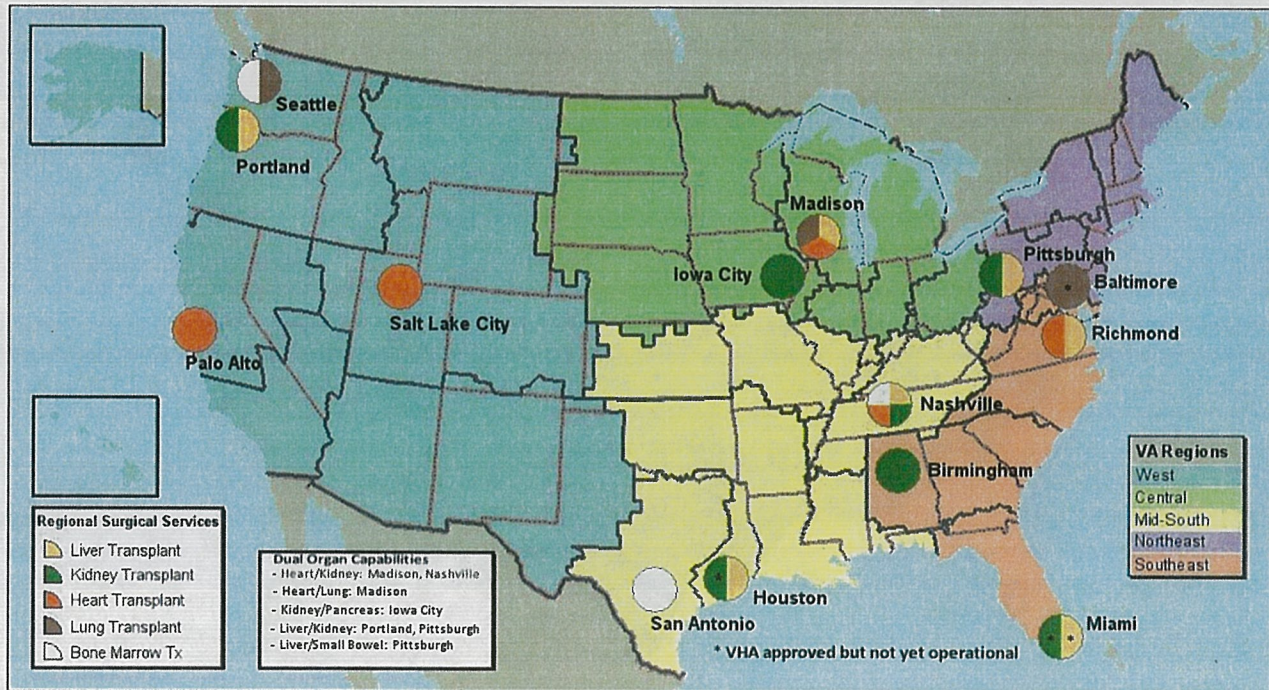 Seattle
Portland
Madison
Pittsburgh
Iowa City
Baltimore
Salt Lake City
Richmond
Palo Alto
Nashville
Birmingham
Houston
San Antonio
Miami
* VHA approved but not yet operational
VA Regions
West
Central
Mid-South
Northeast
Southeast
Regional Surgical Services
Liver Transplant
Kidney Transplant
Heart Transplant
Lung Transplant
Bone Marrow Tx
Dual Organ Capabilities
- Heart/Kidney: Madison, Nashville
- Heart/Lung: Madison
- Kidney/Pancreas: Iowa City
- Liver/Kidney: Portland, Pittsburgh
- Liver/Small Bowel: Pittsburgh